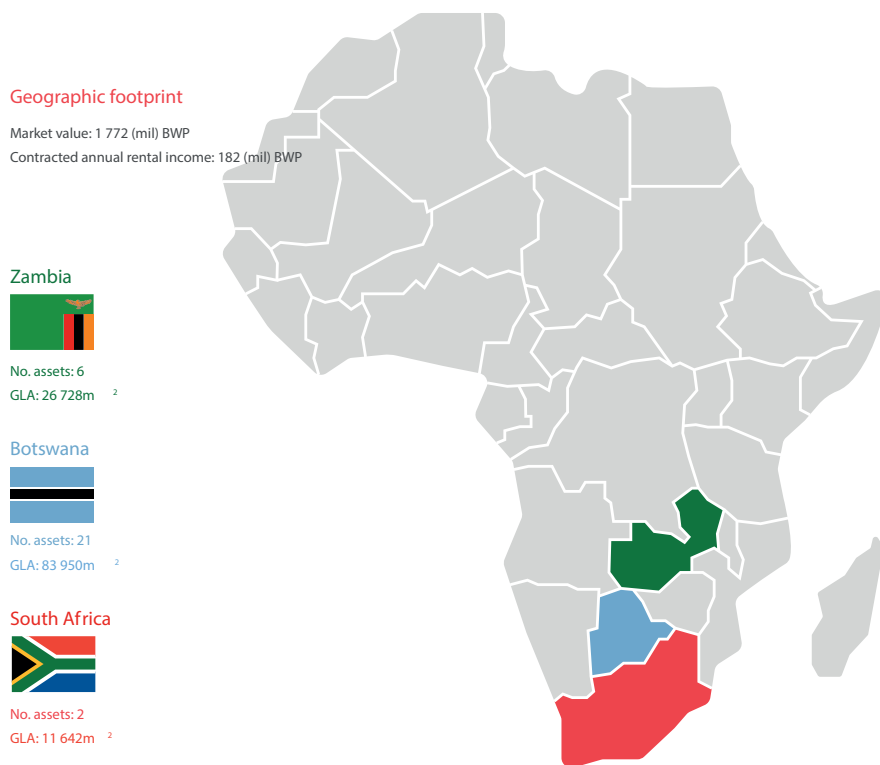 Geographic footprint
Market value: 1 772 (mil) BWP
Contracted annual rental income: 182 (mil) BWP
Zambia
No. assets: 6
GLA: 26 728m 2
Botswana
No. assets: 21
GLA: 83 950m 2
South Africa
No. assets: 2
GLA: 11 642m 2